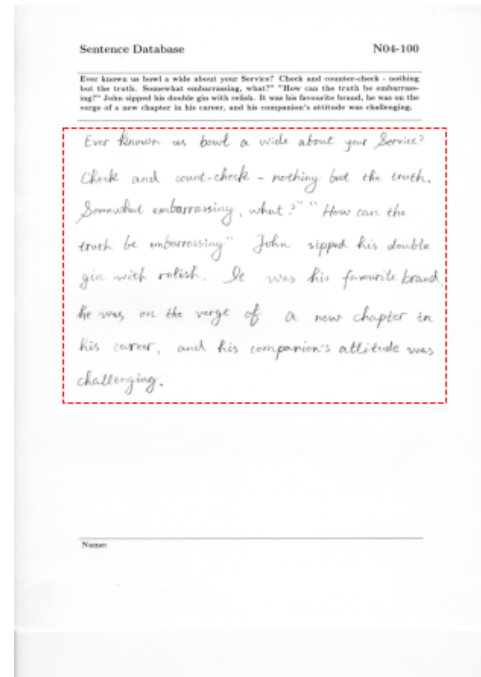 Sentence Database N04-100
Ever known us bowl a wide about your Service? Check and counter-check - nothing
but the truth. Somewhat embarrassing, what?" "How can the truth be embarrass-
ing?" John sipped his double gin with relish. It was his favourite brand, he was on the
verge of a new chapter in his career, and his companion's attitude was challenging.
Ever known us bowl a wide about your Service?
Check and count-check - nothing but the truth.
Somewhat embarrassing, what?" "How can the
truth be embarrossing" John sipped his double
gin with relish. It was his favourite brand,
he was on the verge of a new chapter in
his career, and his companion's attitude was
challenging.
Name: